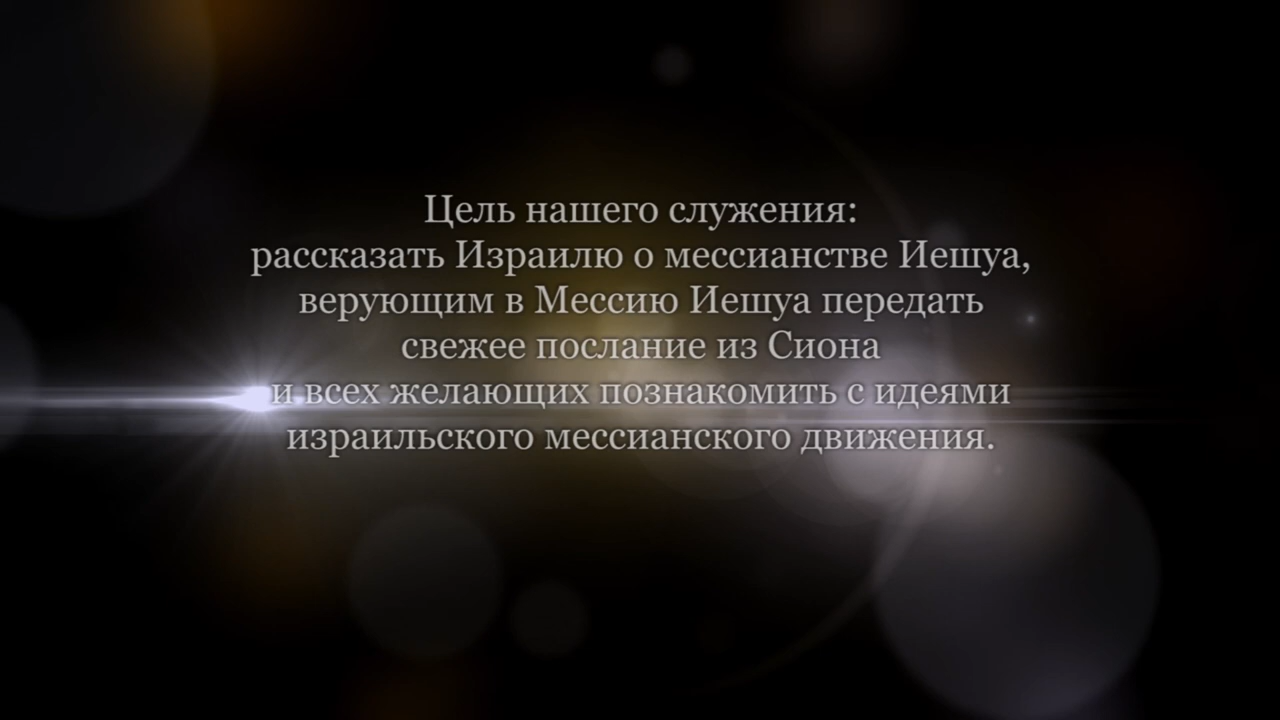 Цель нашего служения:
рассказать Израилю о мессианстве Иешуа,
верующим в Мессию Иешуа передать
свежее послание из Сиона
и всех желающих познакомить с идеями
израильского мессианского движения.